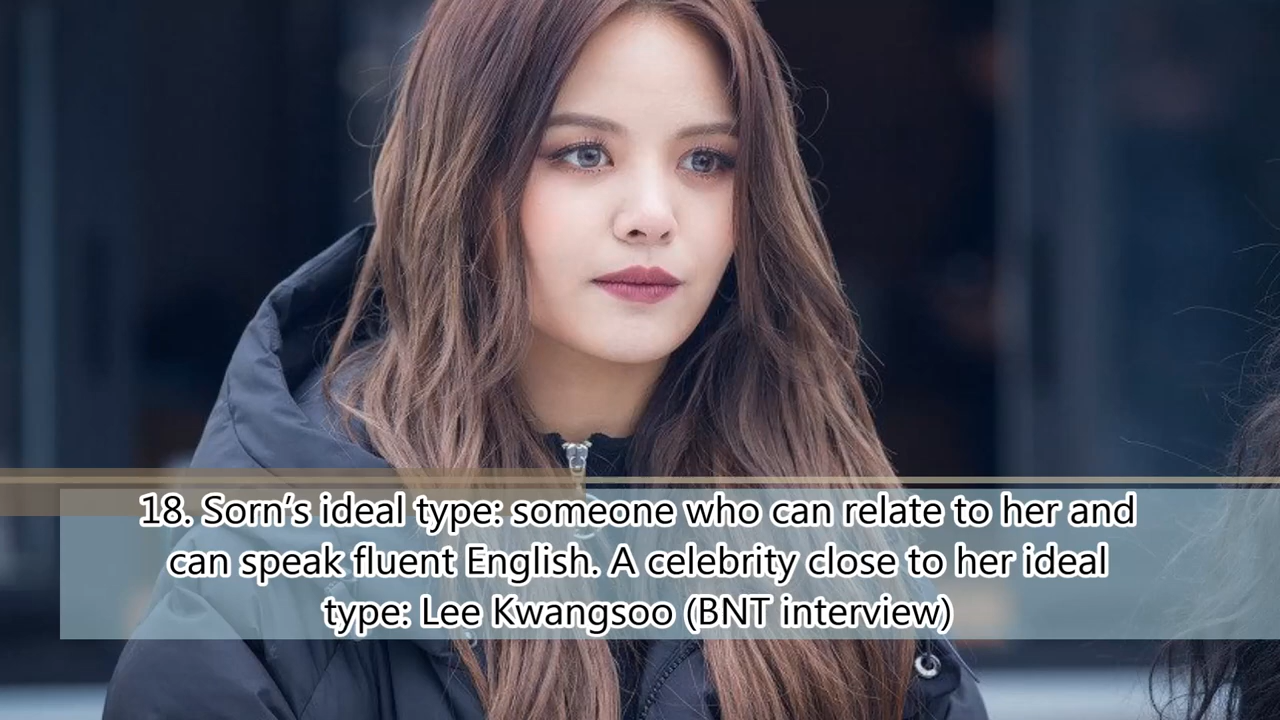 18. Sorn’s ideal type: someone who can relate to her and
can speak fluent English. A celebrity close to her ideal
type: Lee Kwangsoo (BNT interview)